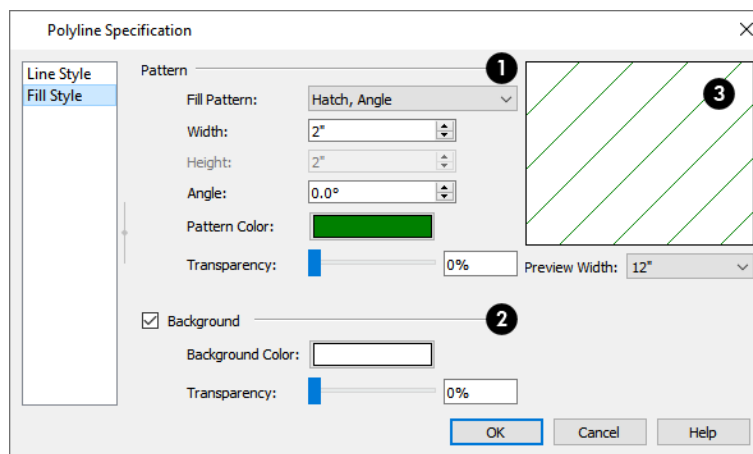 Polyline Specification
Line Style
Fill Style
Pattern
1
Fill Pattern: Hatch, Angle
Width: 2"
Height: 2"
Angle: 0.0°
Pattern Color:
Transparency: 0%
3
Preview Width: 12"
Background
2
Background Color:
Transparency: 0%
OK Cancel Help